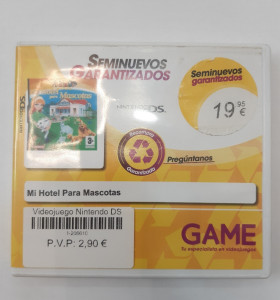 SEMINUEVOS
GARANTIZADOS
para Mascotas
NINTENDO DS
Seminuevos
garantizados
19,95
€
Pregúntanos
Mi Hotel Para Mascotas
Videojuego Nintendo DS
P.V.P: 2,90 €
GAME
Tu especialista en videojuegos